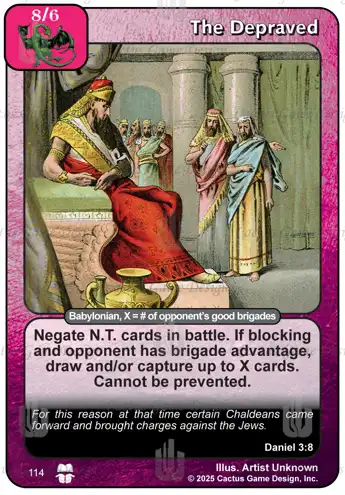 8/6
The Depraved
Babylonian, X = # of opponent's good brigades
Negate N.T. cards in battle. If blocking
and opponent has brigade advantage,
draw and/or capture up to X cards.
Cannot be prevented.
For this reason at that time certain Chaldeans came
forward and brought charges against the Jews.
Daniel 3:8
114
Illus. Artist Unknown
© 2025 Cactus Game Design, Inc.